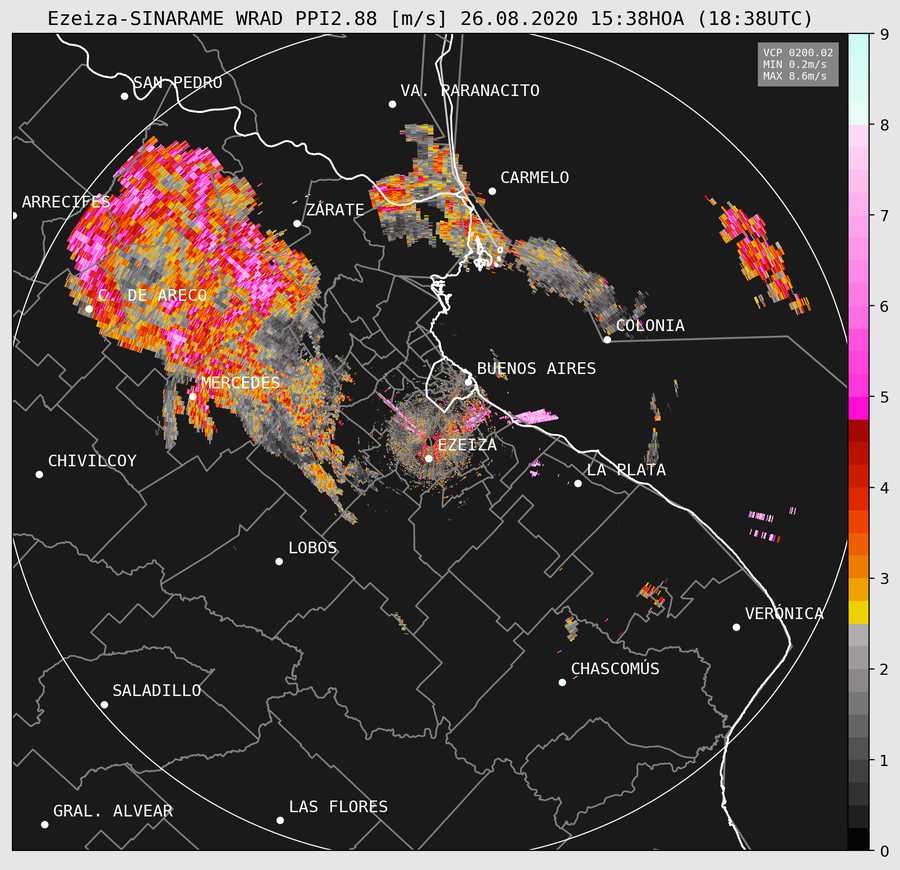 Ezeiza-SINARAME WRAD PPI2.88 [m/s] 26.08.2020 15:38HOA (18:38UTC)
VCP 0200.02
MIN 0.2m/s
MAX 8.6m/s
SAN PEDRO
VA. PARANACITO
CARMELO
ARRECIFES
ZÁRATE
C. DE ARECO
COLONIA
BUENOS AIRES
MERCEDES
EZEIZA
CHIVILCOY
LA PLATA
LOBOS
VERÓNICA
CHASCOMÚS
SALADILLO
LAS FLORES
GRAL. ALVEAR
9
8
7
6
5
4
3
2
1
0